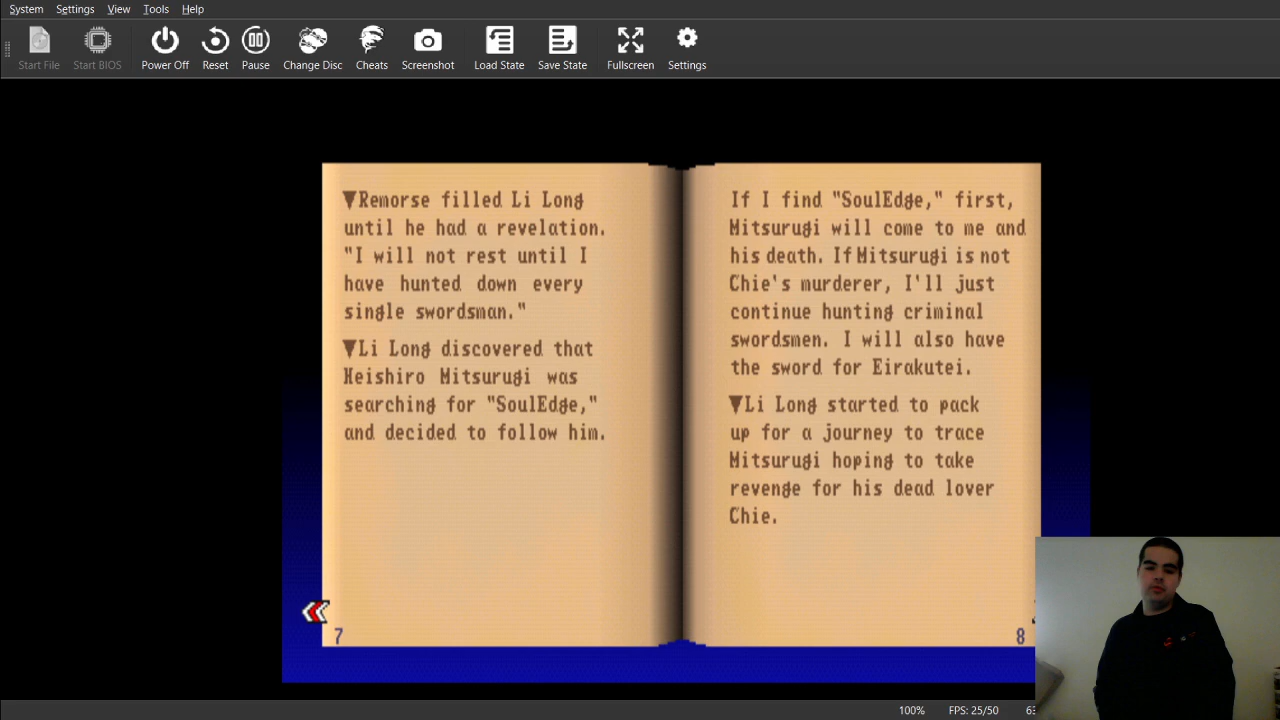 System Settings View Tools Help
Start File Start BIOS Power Off Reset Pause Change Disc Cheats Screenshot Load State Save State Fullscreen Settings
▼Remorse filled Li Long
until he had a revelation.
"I will not rest until I
have hunted down every
single swordsman."
▼Li Long discovered that
Heishiro Mitsurugi was
searching for "SoulEdge,"
and decided to follow him.
7
If I find "SoulEdge," first,
Mitsurugi will come to me and
his death. If Mitsurugi is not
Chie's murderer, I'll just
continue hunting criminal
swordsmen. I will also have
the sword for Eirakutei.
▼Li Long started to pack
up for a journey to trace
Mitsurugi hoping to take
revenge for his dead lover
Chie.
8
100% FPS: 25/50